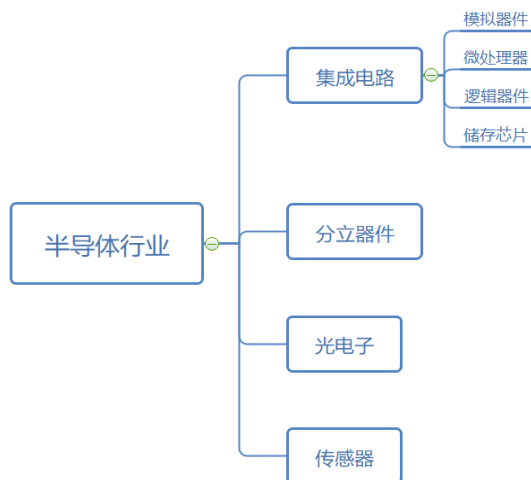 模拟器件
微处理器
集成电路
逻辑器件
储存芯片
分立器件
半导体行业
光电子
传感器